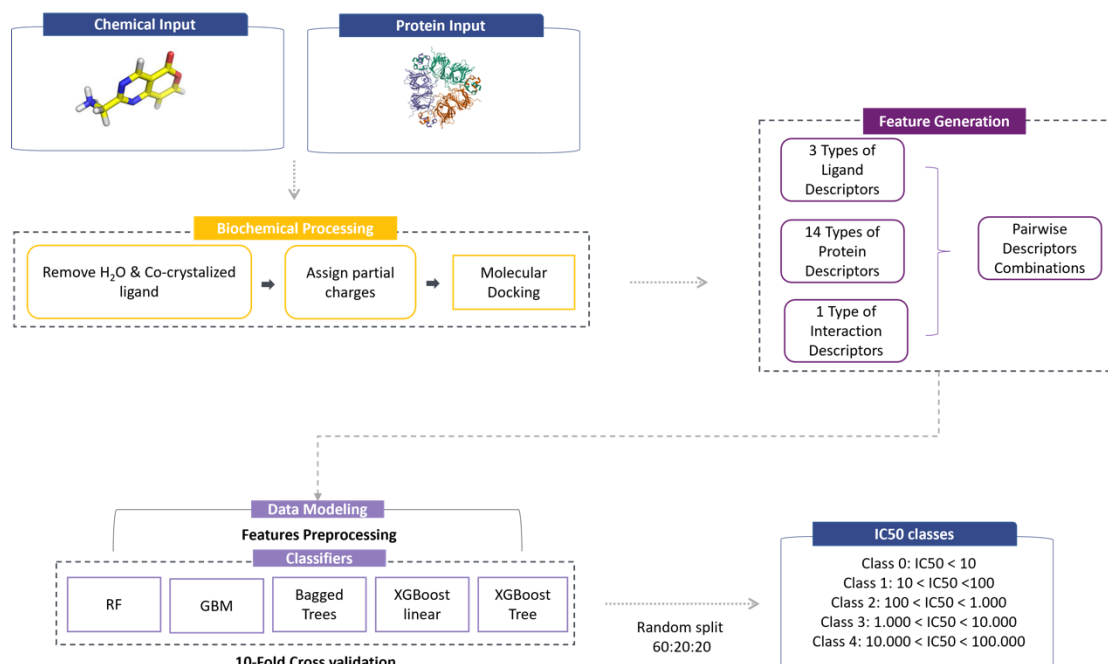 Chemical Input
Protein Input
Biochemical Processing
Remove H₂O & Co-crystalized
ligand
Assign partial
charges
Molecular
Docking
Feature Generation
3 Types of
Ligand
Descriptors
14 Types of
Protein
Descriptors
1 Type of
Interaction
Descriptors
Pairwise
Descriptors
Combinations
Data Modeling
Features Preprocessing
Classifiers
RF
GBM
Bagged
Trees
XGBoost
linear
XGBoost
Tree
10-Fold Cross validation
Random split
60:20:20
IC50 classes
Class 0: IC50 < 10
Class 1: 10 < IC50 <100
Class 2: 100 < IC50 < 1.000
Class 3: 1.000 < IC50 < 10.000
Class 4: 10.000 < IC50 < 100.000